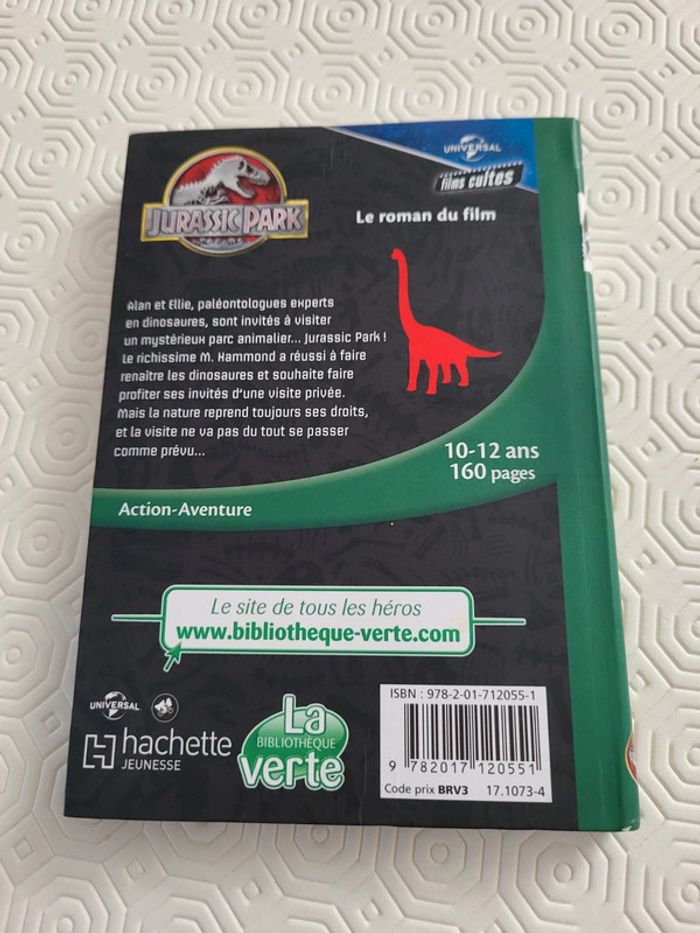 UNIVERSAL
films cultes
JURASSIC PARK
Le roman du film
Alan et Ellie, paléontologues experts
en dinosaures, sont invités à visiter
un mystérieux parc animalier... Jurassic Park !
Le richissime M. Hammond a réussi à faire
renaître les dinosaures et souhaite faire
profiter ses invités d'une visite privée.
Mais la nature reprend toujours ses droits,
et la visite ne va pas du tout se passer
comme prévu...
10-12 ans
160 pages
Action-Aventure
Le site de tous les héros
www.bibliotheque-verte.com
UNIVERSAL
hachette
JEUNESSE
La
BIBLIOTHÈQUE
verte
ISBN : 978-2-01-712055-1
9 782017 120551
Code prix BRV3 17.1073-4